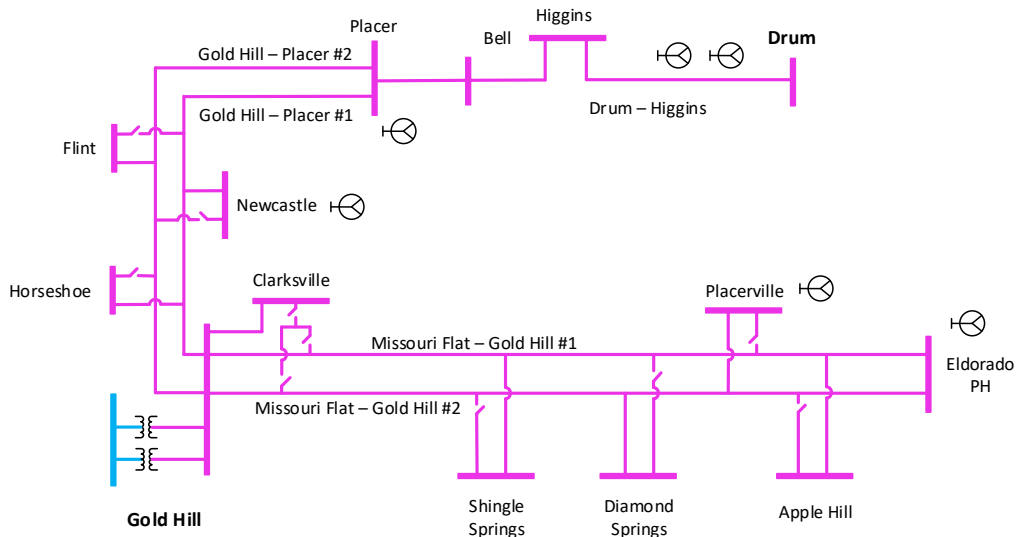 Higgins
Placer
Bell
Drum
Gold Hill – Placer #2
Gold Hill – Placer #1
Drum – Higgins
Flint
Newcastle
Clarksville
Horseshoe
Placerville
Missouri Flat – Gold Hill #1
Eldorado
PH
Missouri Flat – Gold Hill #2
Gold Hill
Shingle
Springs
Diamond
Springs
Apple Hill